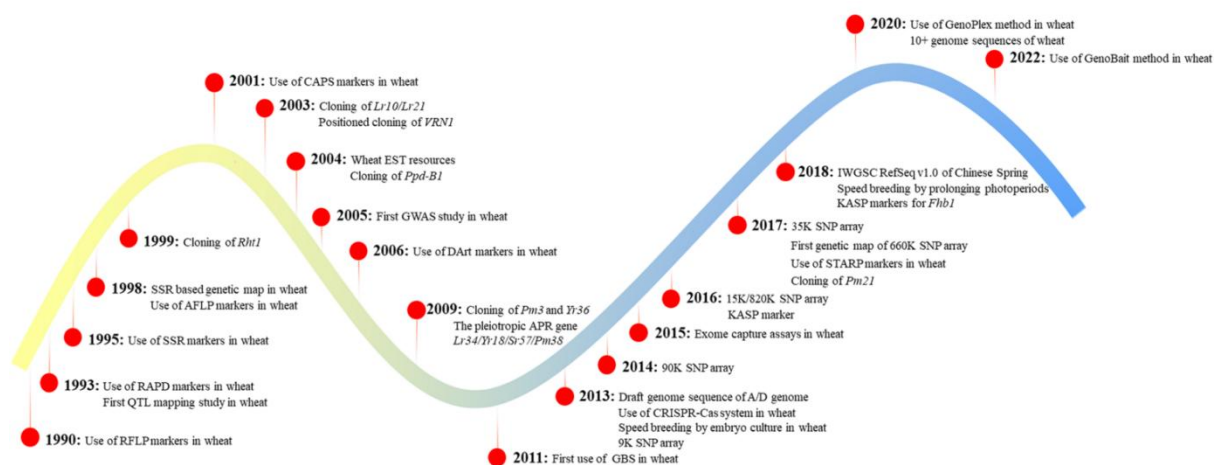 1990: Use of RFLP markers in wheat
1993: Use of RAPD markers in wheat
First QTL mapping study in wheat
1995: Use of SSR markers in wheat
1998: SSR based genetic map in wheat
Use of AFLP markers in wheat
1999: Cloning of Rht1
2001: Use of CAPS markers in wheat
2003: Cloning of Lr10/Lr21
Positioned cloning of VRN1
2004: Wheat EST resources
Cloning of Ppd-B1
2005: First GWAS study in wheat
2006: Use of DArt markers in wheat
2009: Cloning of Pm3 and Yr36
The pleiotropic APR gene
Lr34/Yr18/Sr57/Pm38
2011: First use of GBS in wheat
2013: Draft genome sequence of A/D genome
Use of CRISPR-Cas system in wheat
Speed breeding by embryo culture in wheat
9K SNP array
2014: 90K SNP array
2015: Exome capture assays in wheat
2016: 15K/820K SNP array
KASP marker
2017: 35K SNP array
First genetic map of 660K SNP array
Use of STARP markers in wheat
Cloning of Pm21
2018: IWGSC RefSeq v1.0 of Chinese Spring
Speed breeding by prolonging photoperiods
KASP markers for Fhb1
2020: Use of GenoPlex method in wheat
10+ genome sequences of wheat
2022: Use of GenoBait method in wheat